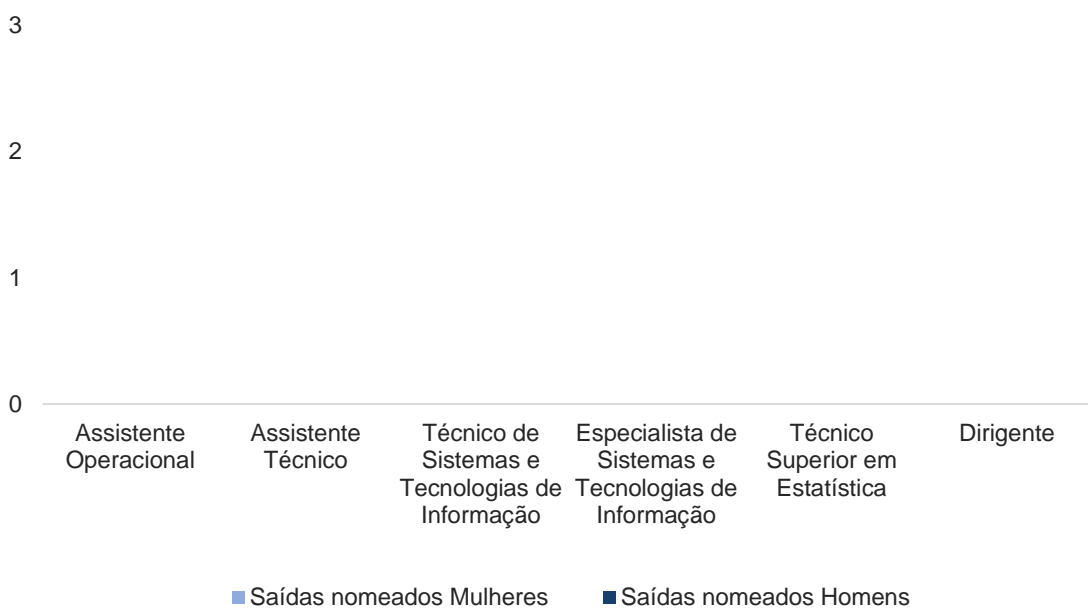 3
2
1
0
Assistente
Operacional
Assistente
Técnico
Técnico de
Sistemas e
Tecnologias de
Informação
Especialista de
Sistemas e
Tecnologias de
Informação
Técnico
Superior em
Estatística
Dirigente
Saídas nomeados Mulheres
Saídas nomeados Homens